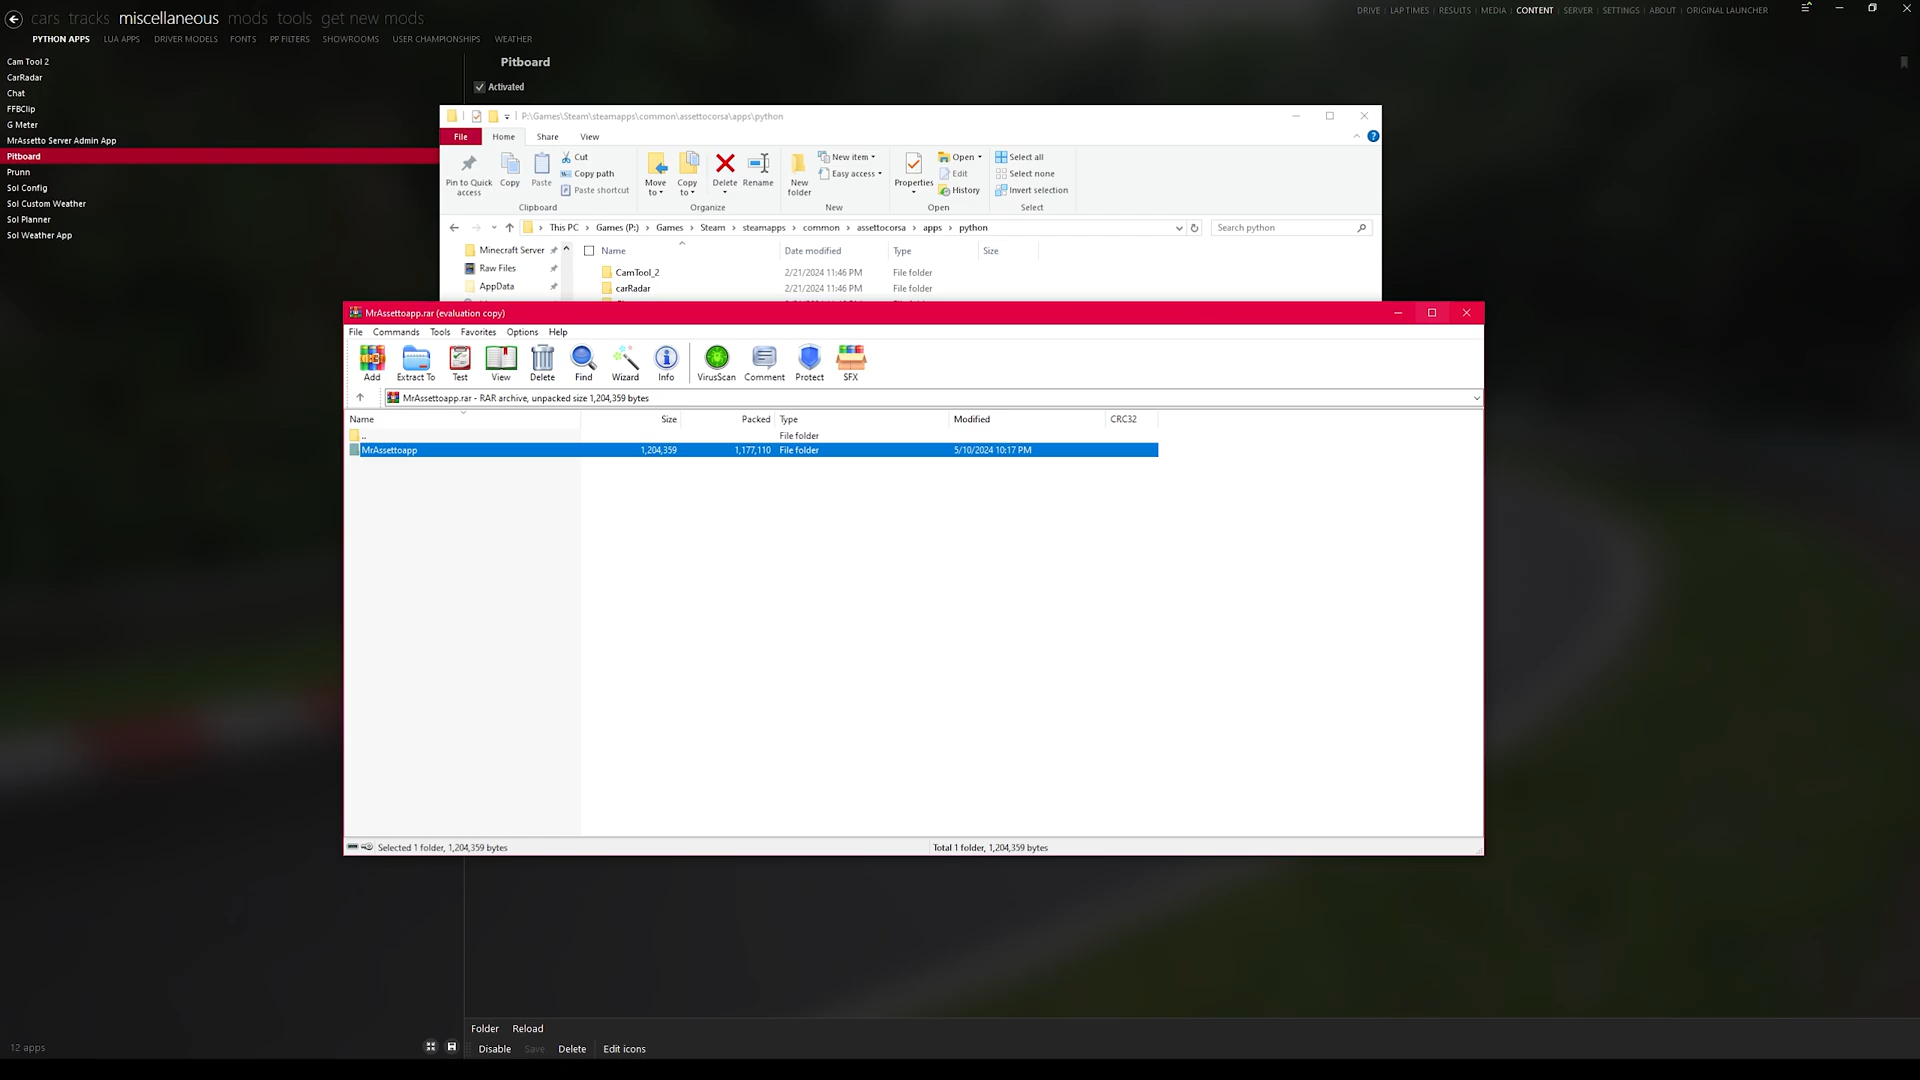 cars tracks miscellaneous mods tools get new mods
DRIVE LAP TIMES RESULTS MEDIA CONTENT SERVER SETTINGS ABOUT ORIGINAL LAUNCHER
PYTHON APPS LUA APPS DRIVER MODELS FONTS PP FILTERS SHOWROOMS USER CHAMPIONSHIPS WEATHER
Cam Tool 2
CarRadar
Chat
FFBClip
G Meter
MrAssetto Server Admin App
Pitboard
Prunn
Sol Config
Sol Custom Weather
Sol Planner
Sol Weather App
Pitboard
Activated
P:\Games\Steam\steamapps\common\assettocorsa\apps\python
File Home Share View
Pin to Quick access
Copy
Paste
Cut
Copy path
Paste shortcut
Clipboard
Move to
Copy to
Delete
Rename
Organize
New folder
New item
Easy access
New
Properties
Open
Edit
History
Open
Select all
Select none
Invert selection
Select
This PC > Games (P:) > Games > Steam > steamapps > common > assettocorsa > apps > python
Search python
Minecraft Server
Raw Files
AppData
Name Date modified Type Size
CamTool_2 2/21/2024 11:46 PM File folder
carRadar 2/21/2024 11:46 PM File folder
MrAssettoapp.rar (evaluation copy)
File Commands Tools Favorites Options Help
Add Extract To Test View Delete Find Wizard Info VirusScan Comment Protect SFX
MrAssettoapp.rar - RAR archive, unpacked size 1,204,359 bytes
Name Size Packed Type Modified CRC32
.. File folder
MrAssettoapp 1,204,359 1,177,110 File folder 5/10/2024 10:17 PM
Selected 1 folder, 1,204,359 bytes
Total 1 folder, 1,204,359 bytes
Folder Reload
12 apps
Disable Save Delete Edit icons